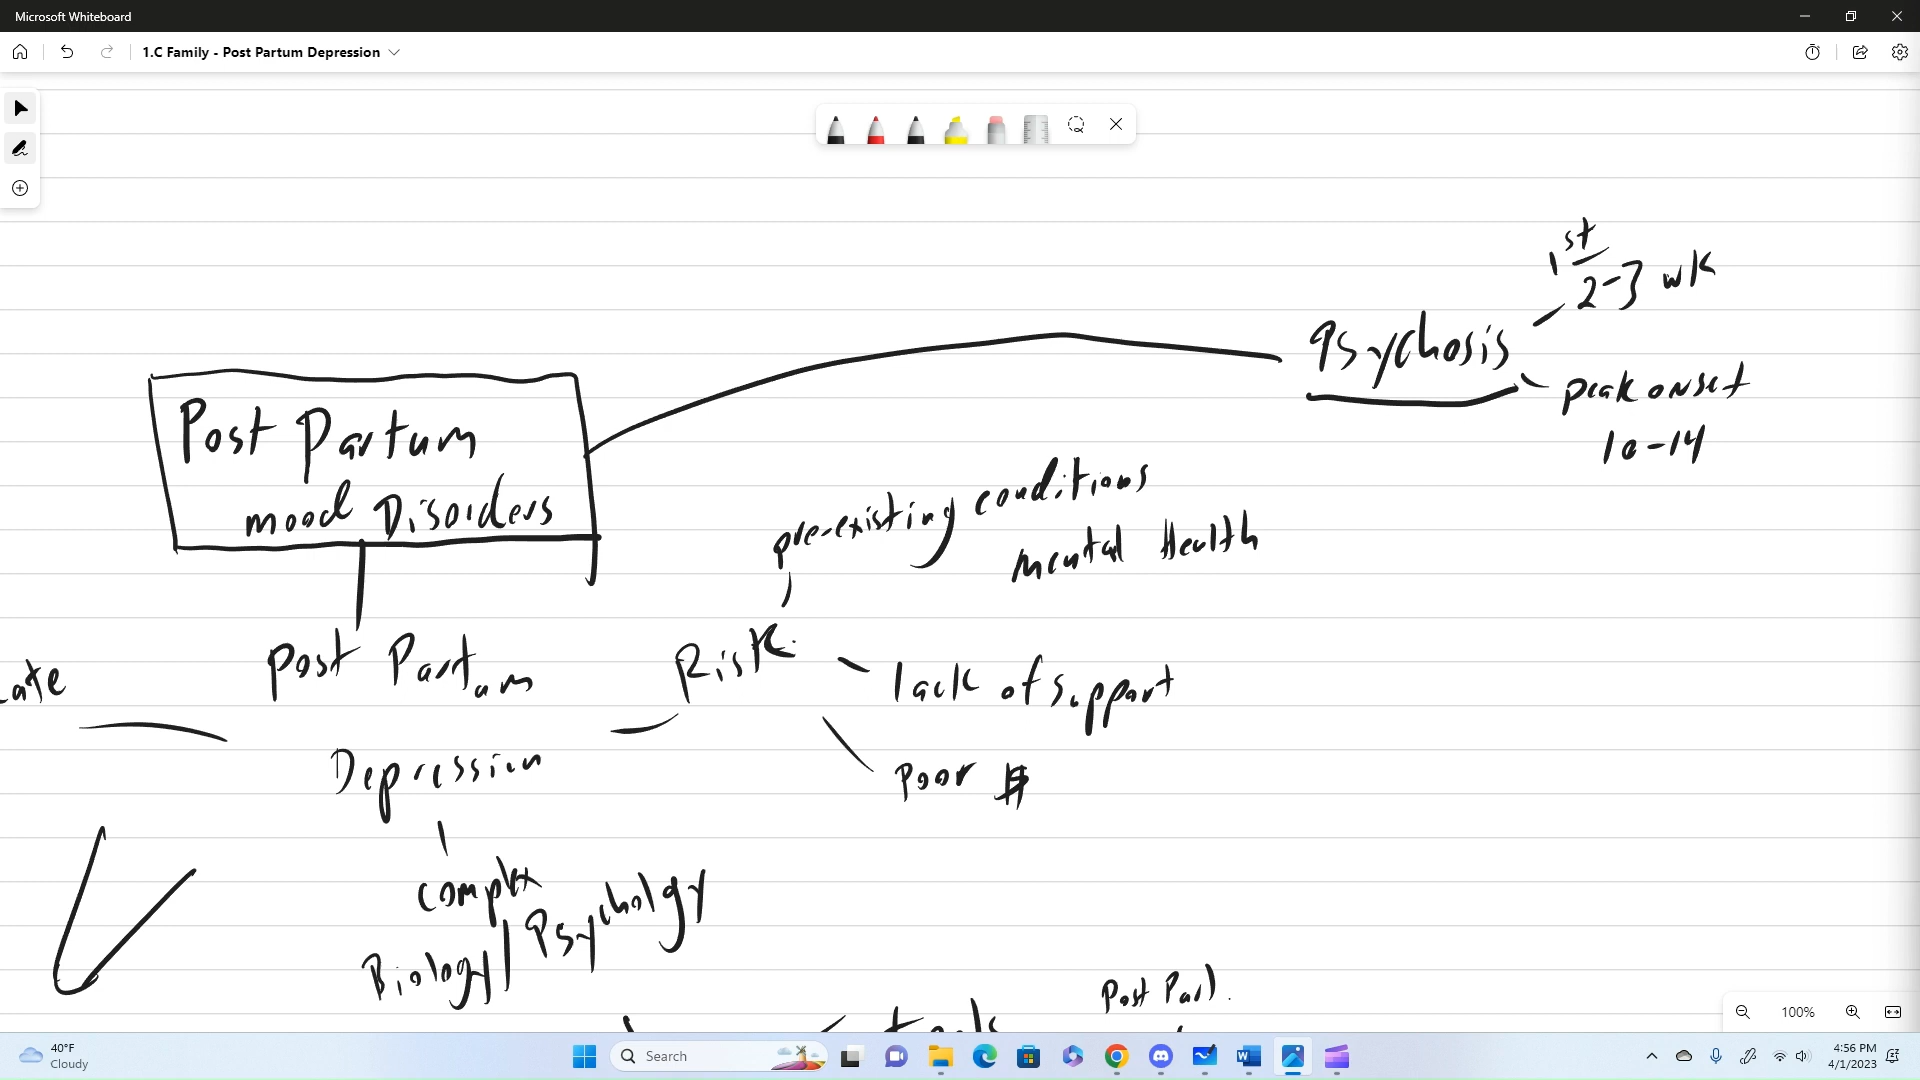 Microsoft Whiteboard
1.C Family - Post Partum Depression
1st
2-3 wk
Psychosis
peak onset
10-14
Post Partum
mood Disorders
pre-existing conditions
mental Health
Post Partum
Depression
Risk
lack of support
Poor $
complex
Biology/Psycholgy
Post Part.
100%
40°F
Cloudy
Search
4:56 PM
4/1/2023